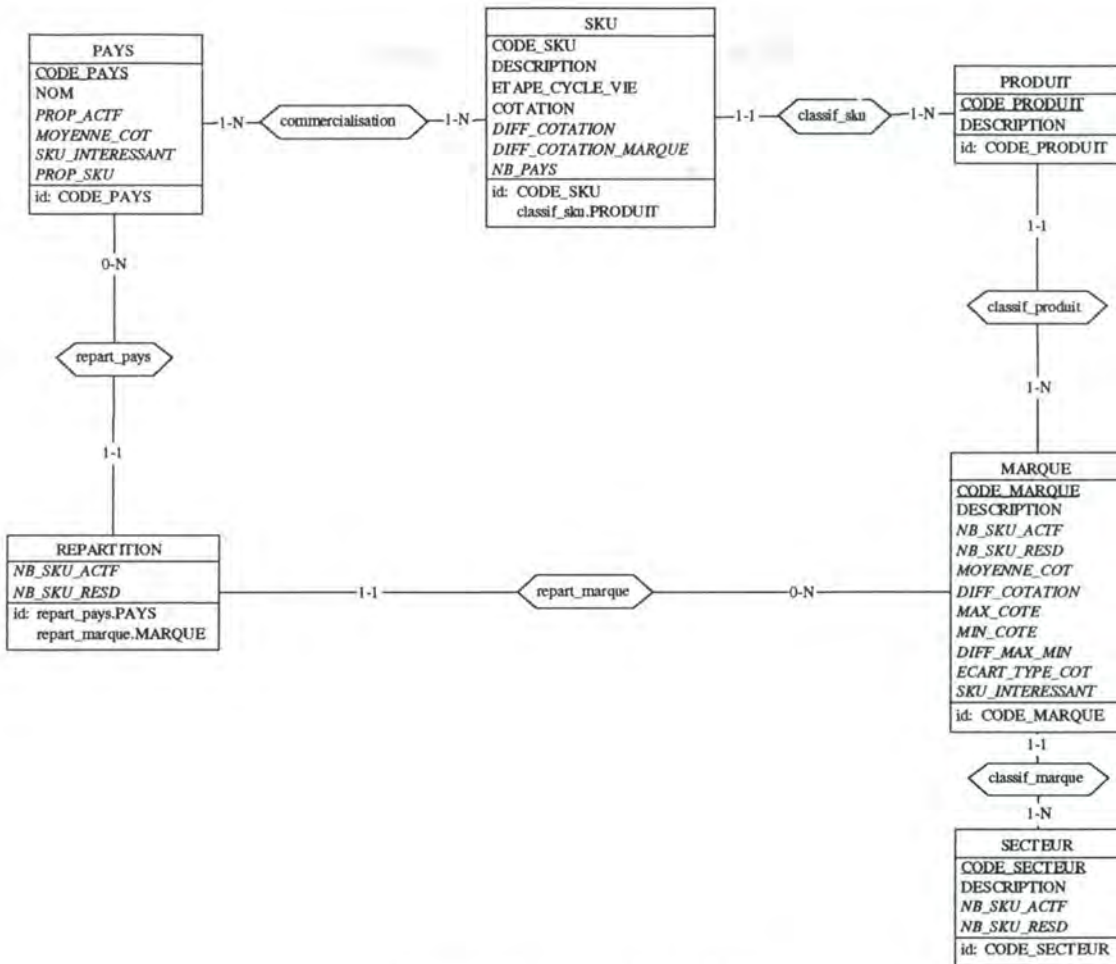 PAYS
CODE_PAYS
NOM
PROP_ACTF
MOYENNE_COT
SKU_INTERESSANT
PROP_SKU
id: CODE_PAYS
1-N
commercialisation
1-N
SKU
CODE_SKU
DESCRIPTION
ETAPE_CYCLE_VIE
COTATION
DIFF_COTATION
DIFF_COTATION_MARQUE
NB_PAYS
id: CODE_SKU
classif_sku.PRODUIT
1-1
classif_sku
1-N
PRODUIT
CODE_PRODUIT
DESCRIPTION
id: CODE_PRODUIT
0-N
repart_pays
1-1
1-1
classif_produit
1-N
REPARTITION
NB_SKU_ACTF
NB_SKU_RESD
id: repart_pays.PAYS
repart_marque.MARQUE
1-1
repart_marque
0-N
MARQUE
CODE_MARQUE
DESCRIPTION
NB_SKU_ACTF
NB_SKU_RESD
MOYENNE_COT
DIFF_COTATION
MAX_COTE
MIN_COTE
DIFF_MAX_MIN
ECART_TYPE_COT
SKU_INTERESSANT
id: CODE_MARQUE
1-1
classif_marque
1-N
SECTEUR
CODE_SECTEUR
DESCRIPTION
NB_SKU_ACTF
NB_SKU_RESD
id: CODE_SECTEUR